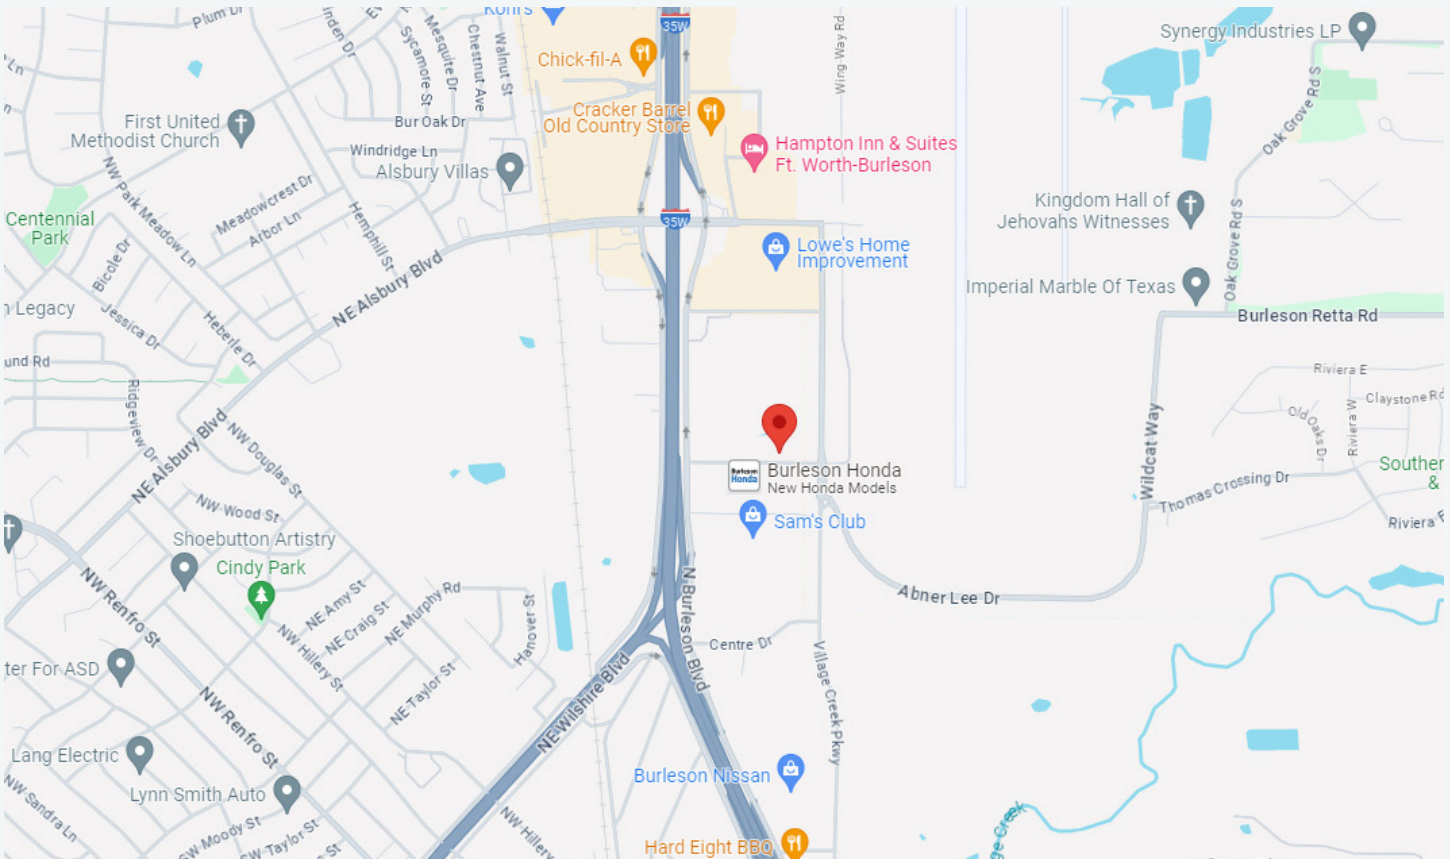 Plum Dr
Kohl's
35W
Linden Dr
Sycamore St
Mesquite Dr
Chestnut Ave
Walnut St
Wing Way Rd
Synergy Industries LP
Chick-fil-A
Cracker Barrel
Old Country Store
First United
Methodist Church
Bur Oak Dr
Windridge Ln
Alsbury Villas
Hampton Inn & Suites
Ft. Worth-Burleson
Oak Grove Rd S
Kingdom Hall of
Jehovahs Witnesses
NW Park Meadow Ln
Meadowcrest Dr
Arbor Ln
Hemphill St
Centennial
Park
35W
Lowe's Home
Improvement
Oak Grove Rd S
Bicole Dr
NE Alsbury Blvd
Imperial Marble Of Texas
Legacy
Jessica Dr
Heberle Dr
Burleson Retta Rd
und Rd
Ridgeview Dr
Riviera E
Claystone Rd
Old Oaks Dr
Riviera W
NE Alsbury Blvd
NW Douglas St
Burleson Honda
New Honda Models
Burleson
Honda
Wildcat Way
Souther
&
Thomas Crossing Dr
Riviera E
NW Wood St
Sam's Club
Shoebutton Artistry
Cindy Park
NW Renfro St
NE Amy St
NE Craig St
NE Murphy Rd
Hanover St
N Burleson Blvd
Abner Lee Dr
NW Hillery St
Centre Dr
Village Creek Pkwy
ter For ASD
NE Taylor St
NE Wilshire Blvd
NW Renfro St
Lang Electric
Lynn Smith Auto
Burleson Nissan
NW Sandra Ln
SW Moody St
SW Taylor St
NW Hillery
Hard Eight BBQ
ge Creek